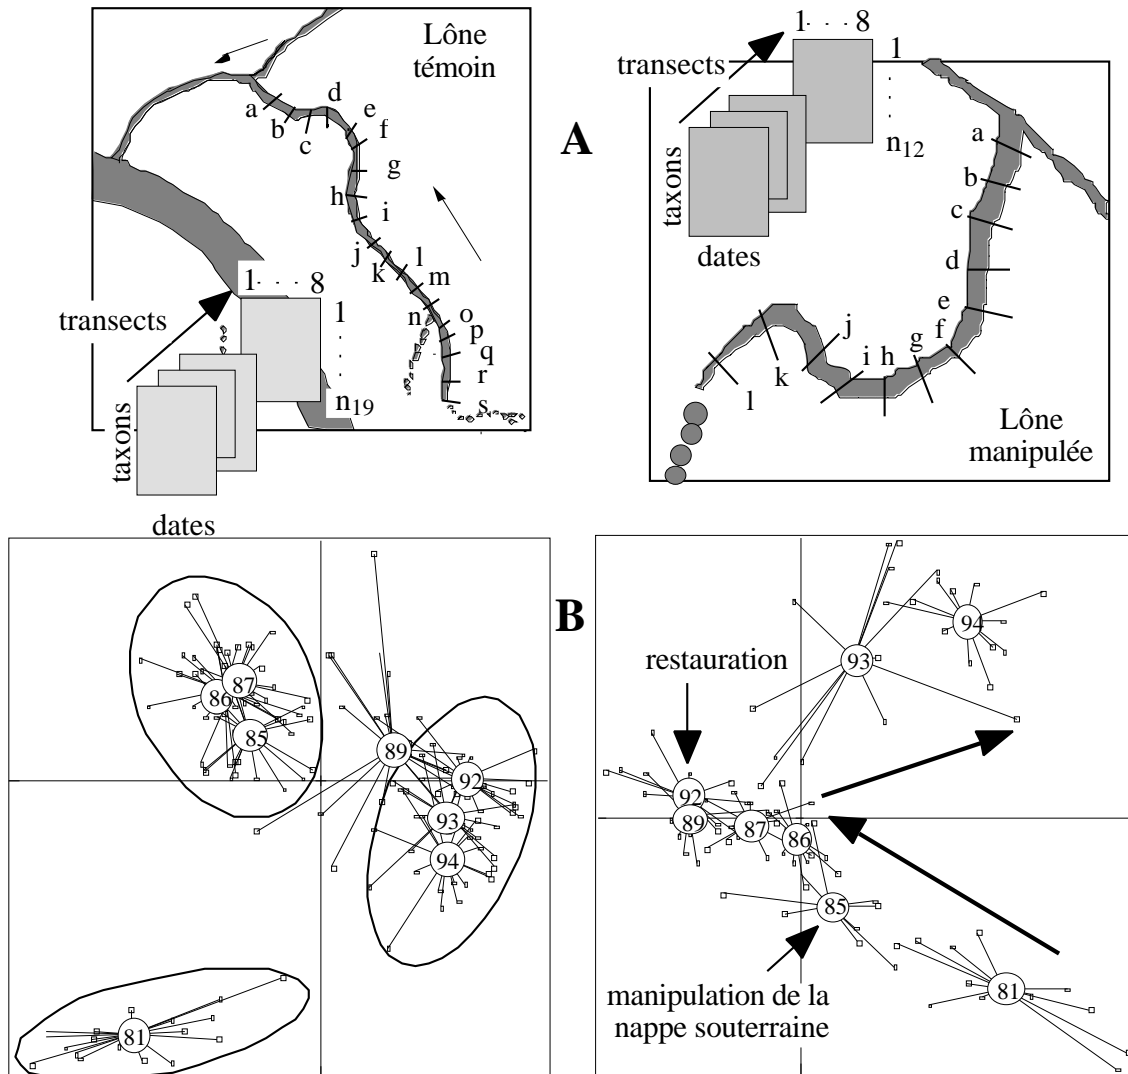 Lône
témoin
a
b
c
d
e
f
g
h
i
j
k
l
m
n
o
p
q
r
s
transects
1 . . . 8
1
.
.
.
n19
taxons
dates
A
transects
1 . . . 8
1
.
.
.
n12
taxons
dates
a
b
c
d
e
f
g
h
i
j
k
l
Lône
manipulée
B
87
86
85
89
92
93
94
81
restauration
94
93
92
89
87
86
85
81
manipulation de la
nappe souterraine